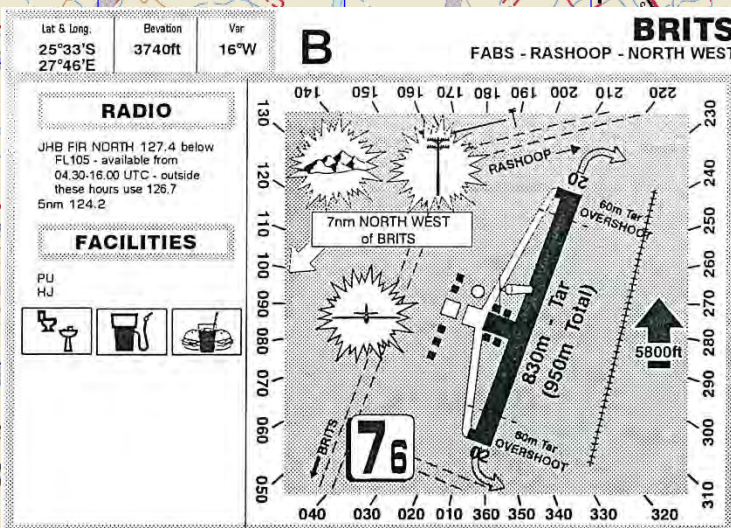 Lat & Long.
25°33'S
27°46'E
Elevation
3740ft
Var
16°W
B
BRITS
FABS - RASHOOP - NORTH WEST
RADIO
JHB FIR NORTH 127.4 below
FL105 - available from
04.30-16.00 UTC - outside
these hours use 126.7
5nm 124.2
FACILITIES
PU
HJ
140 150 160 170 180 190 200 210 220
130
120
110
100
090
080
070
060
050
230
240
250
260
270
280
290
300
310
040 030 020 010 360 350 340 330 320
RASHOOP
20
60m Tar
OVERSHOOT
7nm NORTH WEST
of BRITS
830m - Tar
(950m Total)
5800ft
60m Tar
OVERSHOOT
02
BRITS
76